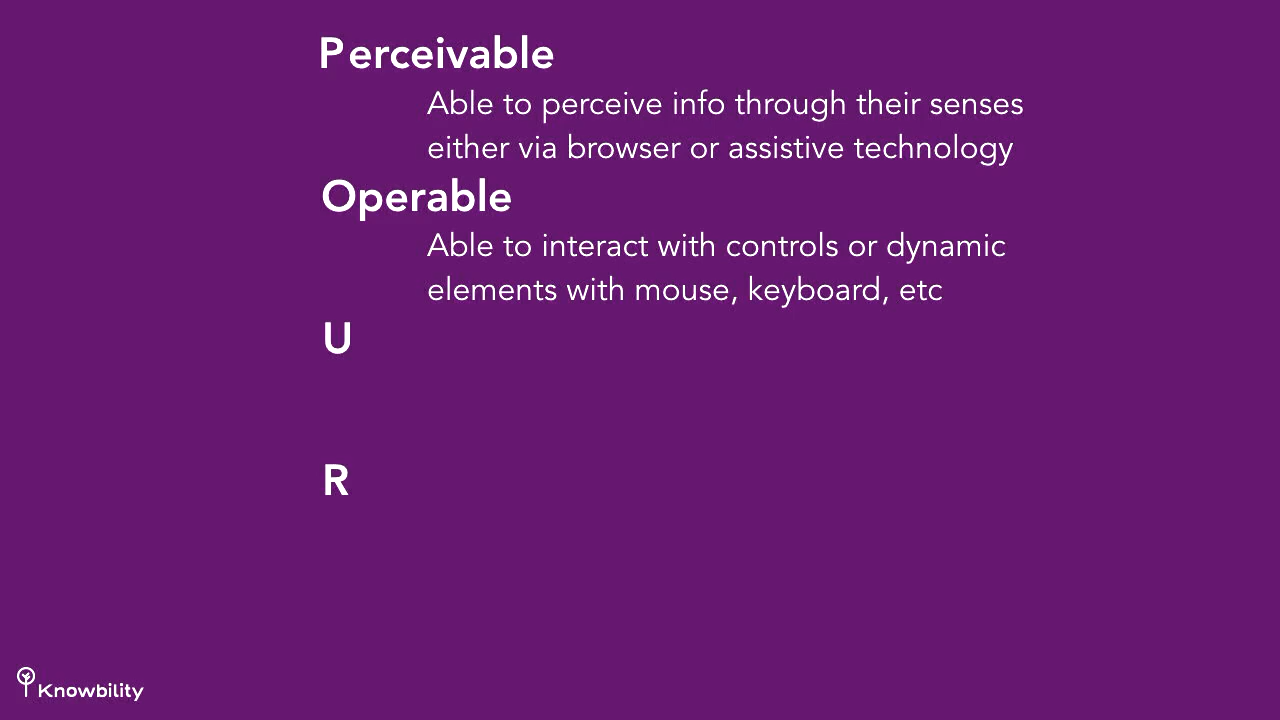 Perceivable
Able to perceive info through their senses
either via browser or assistive technology
Operable
Able to interact with controls or dynamic
elements with mouse, keyboard, etc
U
R
Knowbility